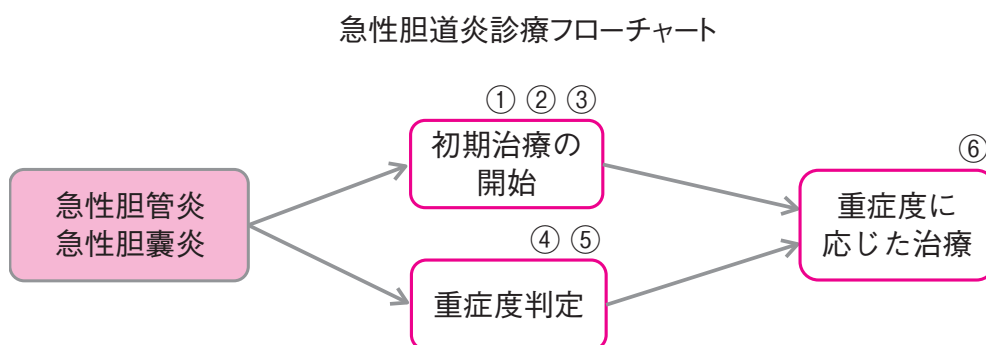 急性胆道炎診療フローチャート
① ② ③
初期治療の
開始
⑥
急性胆管炎
急性胆嚢炎
重症度に
応じた治療
④ ⑤
重症度判定